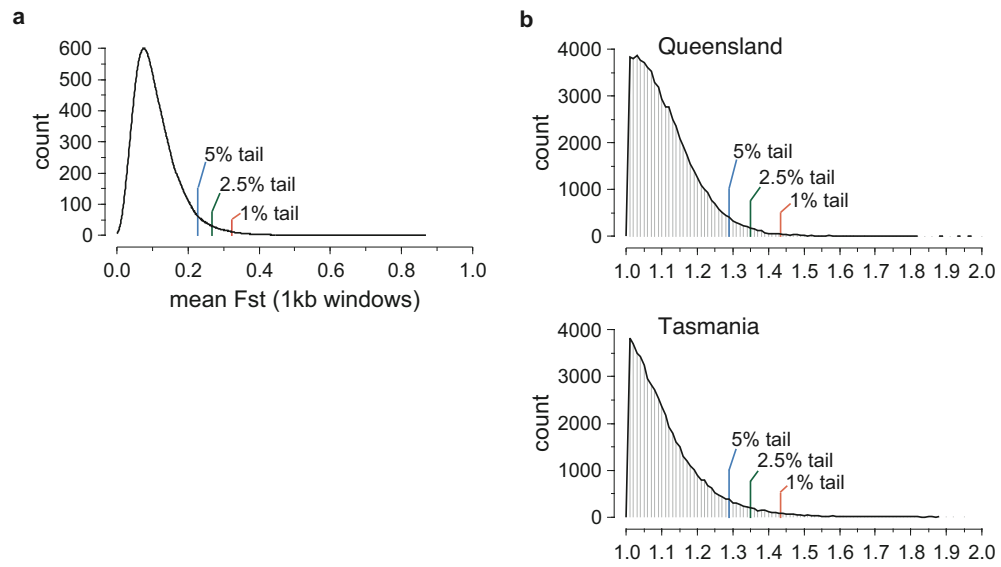 a
600
500
400
300
200
100
0
count
5% tail
2.5% tail
1% tail
0.0 0.2 0.4 0.6 0.8 1.0
mean Fst (1kb windows)
b
Queensland
4000
3000
2000
1000
0
count
5% tail
2.5% tail
1% tail
1.0 1.1 1.2 1.3 1.4 1.5 1.6 1.7 1.8 1.9 2.0
Tasmania
4000
3000
2000
1000
0
count
5% tail
2.5% tail
1% tail
1.0 1.1 1.2 1.3 1.4 1.5 1.6 1.7 1.8 1.9 2.0